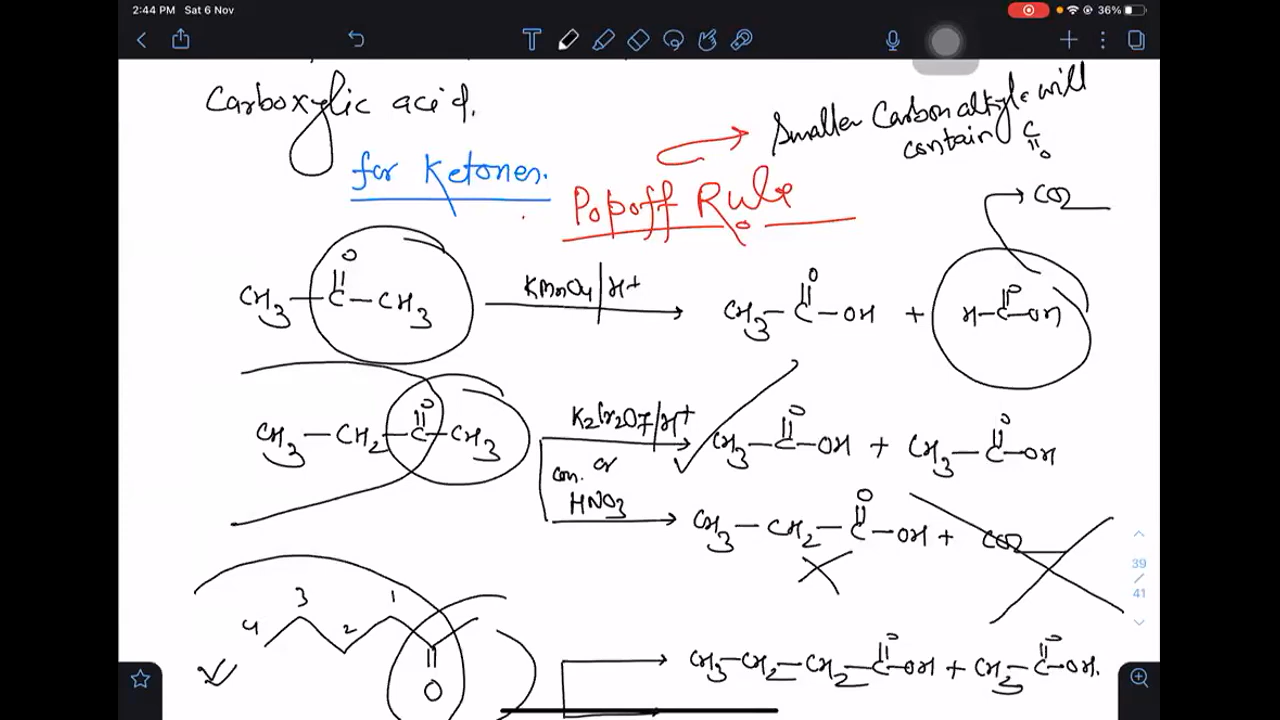 2:44 PM Sat 6 Nov 36%
Carboxylic acid.
Smaller Carbon alkyle will
contain C=O
for Ketones.
Popoff Rule
CO2
CH3—C(=O)—CH3 KMnO4/H+ CH3—C(=O)—OH + H—C(=O)—OH
CH3—CH2—C(=O)—CH3 K2Cr2O7/H+ CH3—C(=O)—OH + CH3—C(=O)—OH
con. or
HNO3 CH3—CH2—C(=O)—OH + CO2
39
/
41
4 3 2 1
O
CH3—CH2—CH2—C(=O)—OH + CH3—C(=O)—OH.